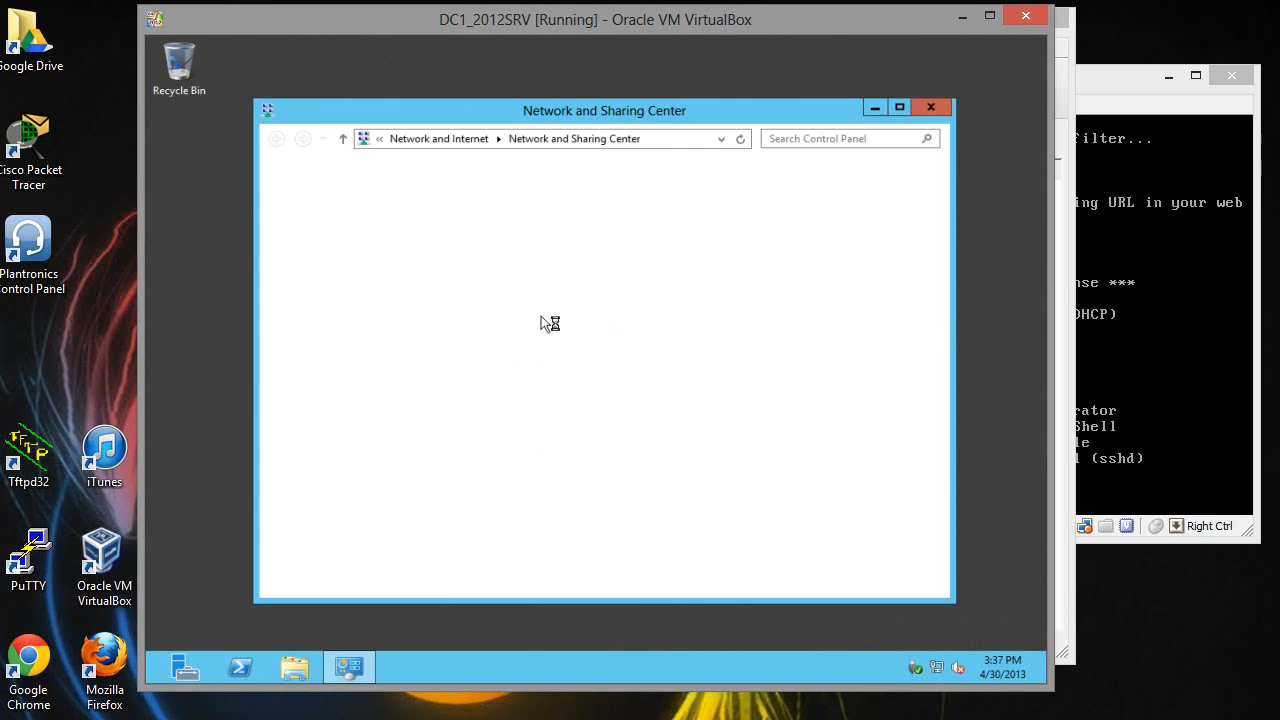 DC1_2012SRV [Running] - Oracle VM VirtualBox
Google Drive
Recycle Bin
Network and Sharing Center
Network and Internet
Network and Sharing Center
Search Control Panel
Cisco Packet
Tracer
Plantronics
Control Panel
filter...
ing URL in your web
nse ***
DHCP)
rator
Shell
le
l (sshd)
Right Ctrl
TFTP
Tftpd32
iTunes
PuTTY
Oracle VM
VirtualBox
Google
Chrome
Mozilla
Firefox
3:37 PM
4/30/2013